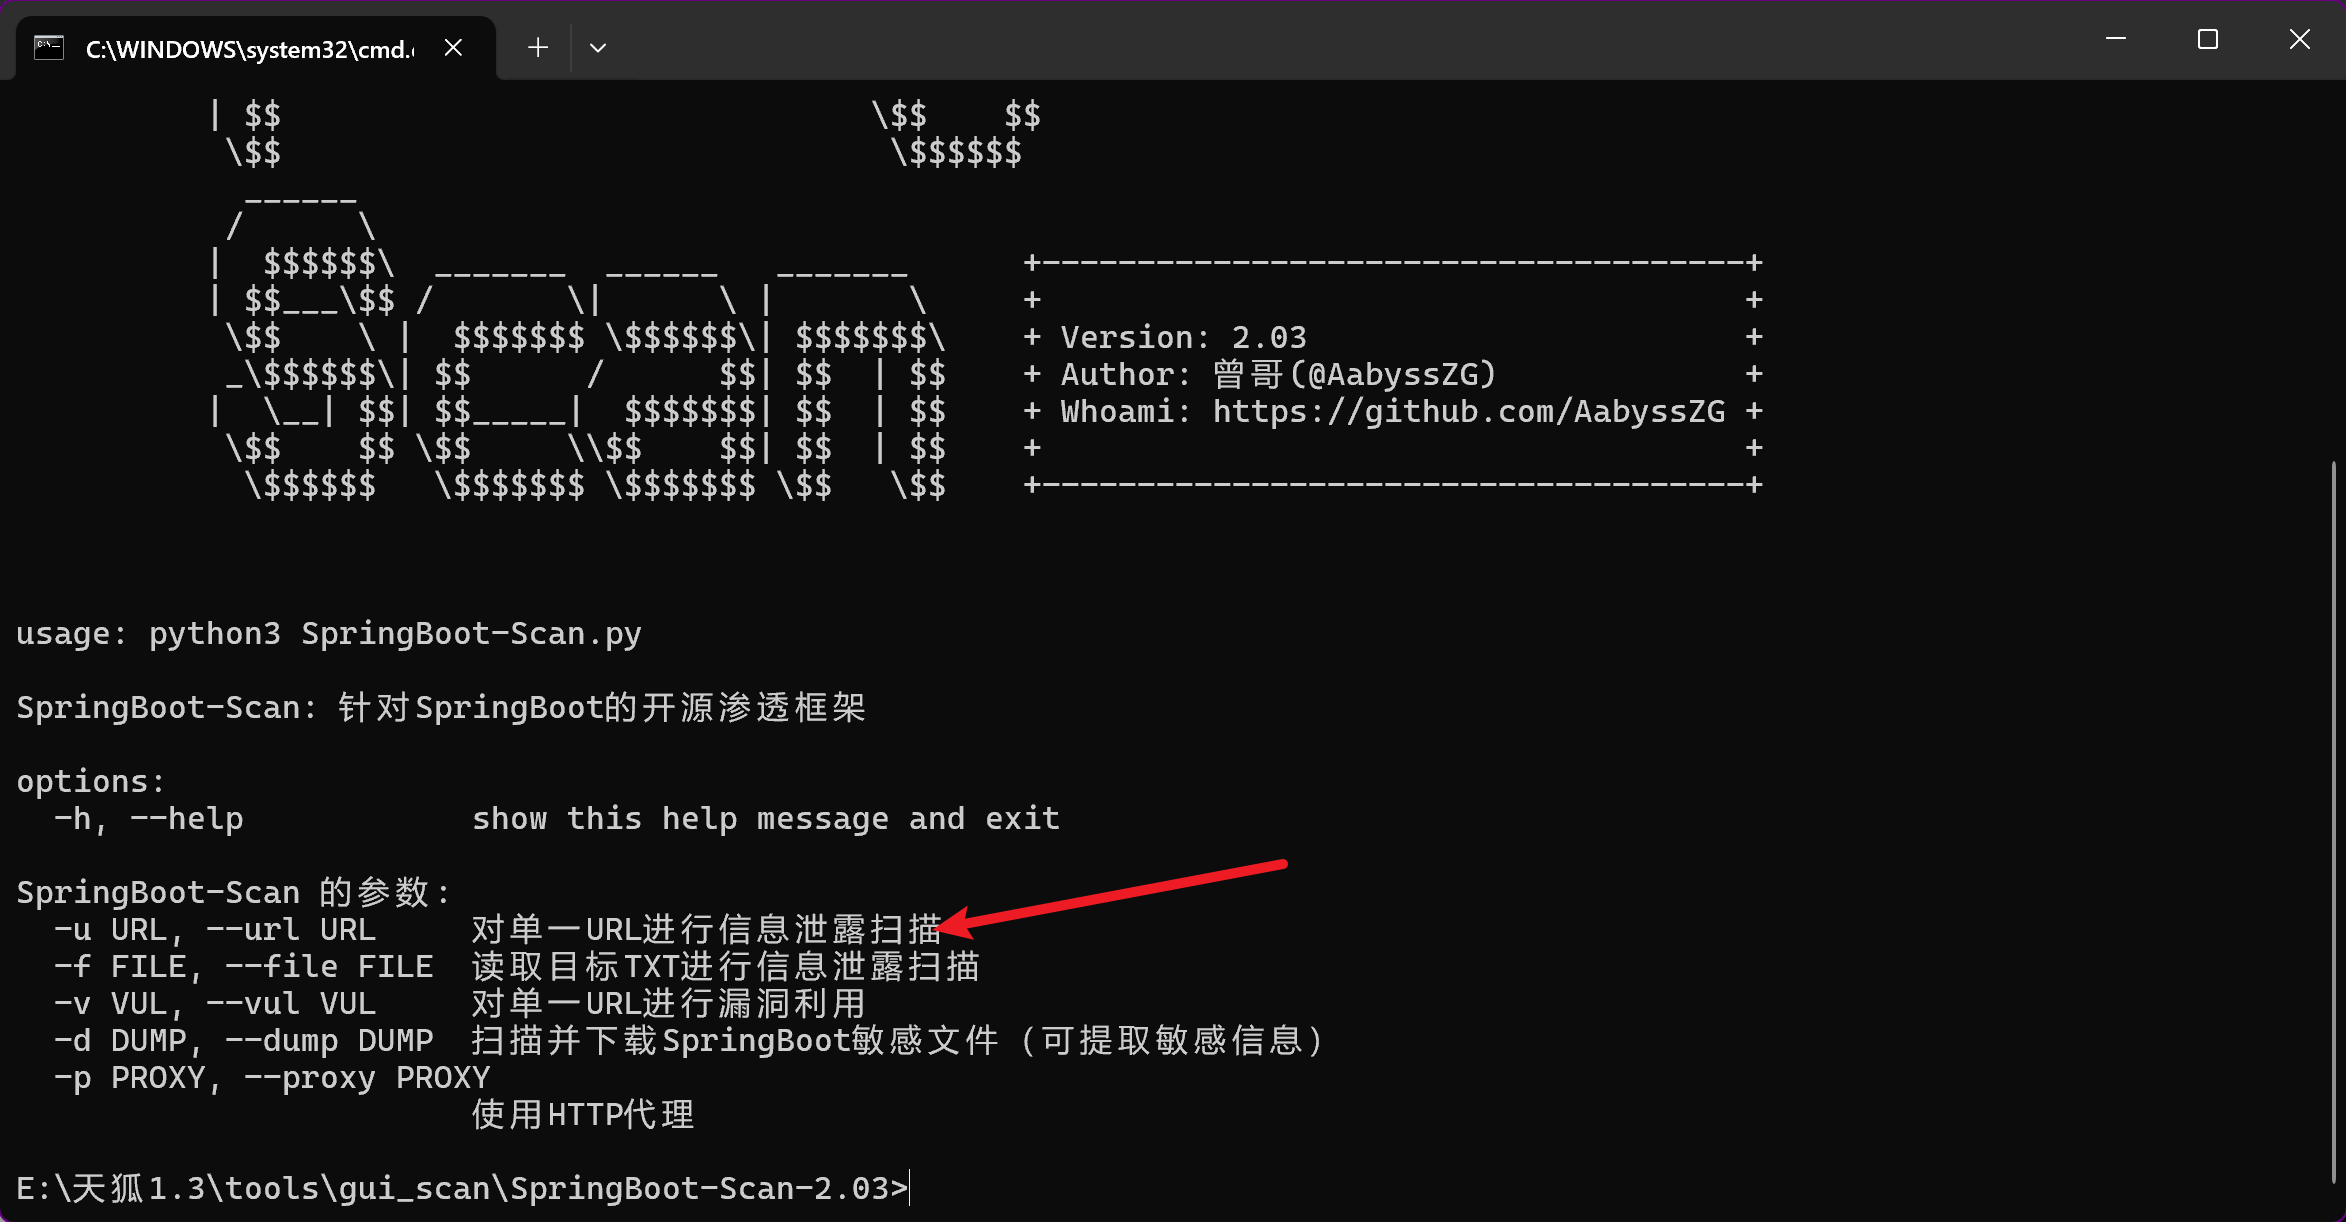 C:\WINDOWS\system32\cmd.
| $$                               \$$    $$
 \$$                                \$$$$$$
  ______
 /      \
|  $$$$$$\  _______  ______   _______      +-------------------------------------+
| $$___\$$ /       \|      \ |       \     +                                     +
 \$$    \ |  $$$$$$$ \$$$$$$\| $$$$$$$\    + Version: 2.03                       +
 _\$$$$$$\| $$      /      $$| $$  | $$    + Author: 曾哥(@AabyssZG)              +
|  \__| $$| $$_____|  $$$$$$$| $$  | $$    + Whoami: https://github.com/AabyssZG +
 \$$    $$ \$$     \\$$    $$| $$  | $$    +                                     +
  \$$$$$$   \$$$$$$$ \$$$$$$$ \$$   \$$    +-------------------------------------+
usage: python3 SpringBoot-Scan.py
SpringBoot-Scan: 针对SpringBoot的开源渗透框架
options:
-h, --help            show this help message and exit
SpringBoot-Scan 的参数:
-u URL, --url URL     对单一URL进行信息泄露扫描
-f FILE, --file FILE  读取目标TXT进行信息泄露扫描
-v VUL, --vul VUL     对单一URL进行漏洞利用
-d DUMP, --dump DUMP  扫描并下载SpringBoot敏感文件（可提取敏感信息）
-p PROXY, --proxy PROXY
使用HTTP代理
E:\天狐1.3\tools\gui_scan\SpringBoot-Scan-2.03>